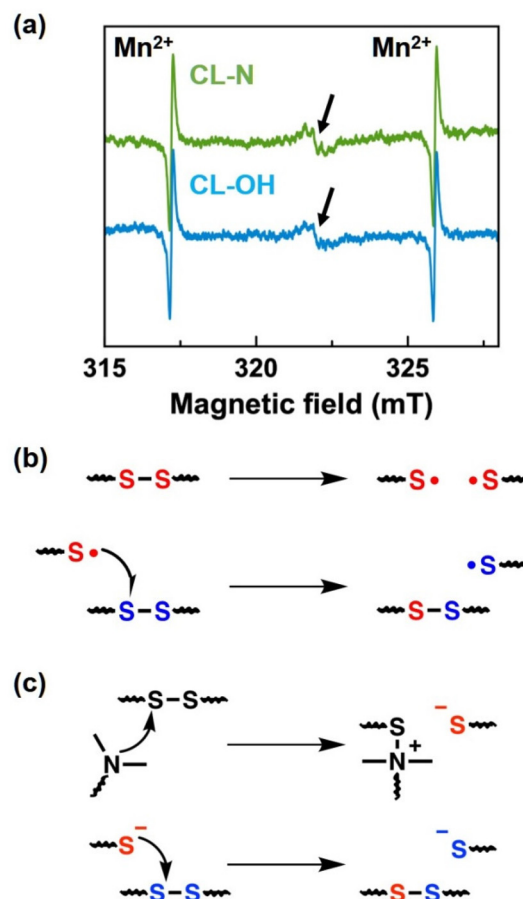 (a)
Mn²⁺ Mn²⁺
CL-N
CL-OH
315 320 325
Magnetic field (mT)
(b)
S–S S• •S
S• •S
S–S S–S
(c)
S–S S –S
N + N
S– –S
S–S S–S